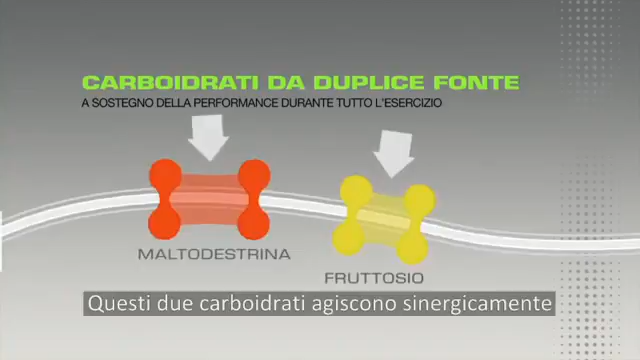 CARBOIDRATI DA DUPLICE FONTE
A SOSTEGNO DELLA PERFORMANCE DURANTE TUTTO L'ESERCIZIO
MALTODESTRINA
FRUTTOSIO
Questi due carboidrati agiscono sinergicamente